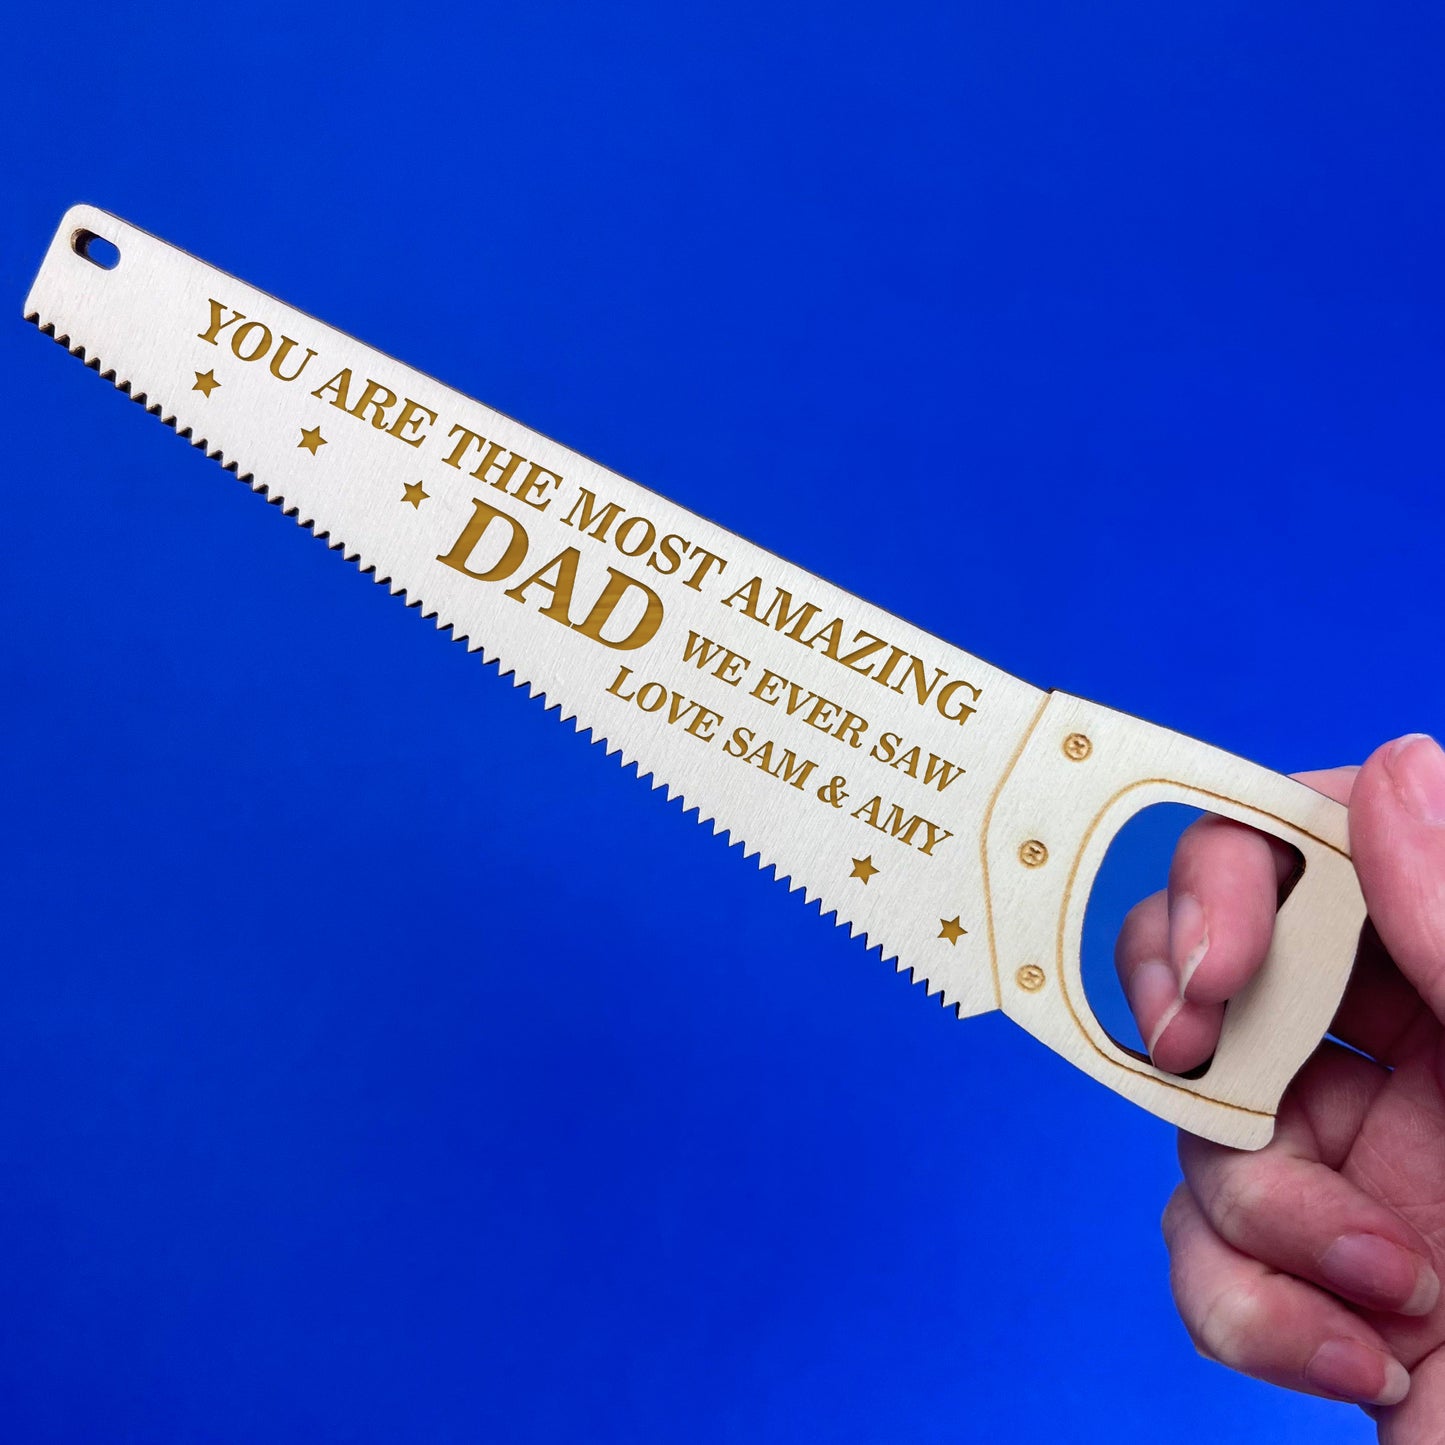 YOU ARE THE MOST AMAZING
DAD WE EVER SAW
LOVE SAM & AMY